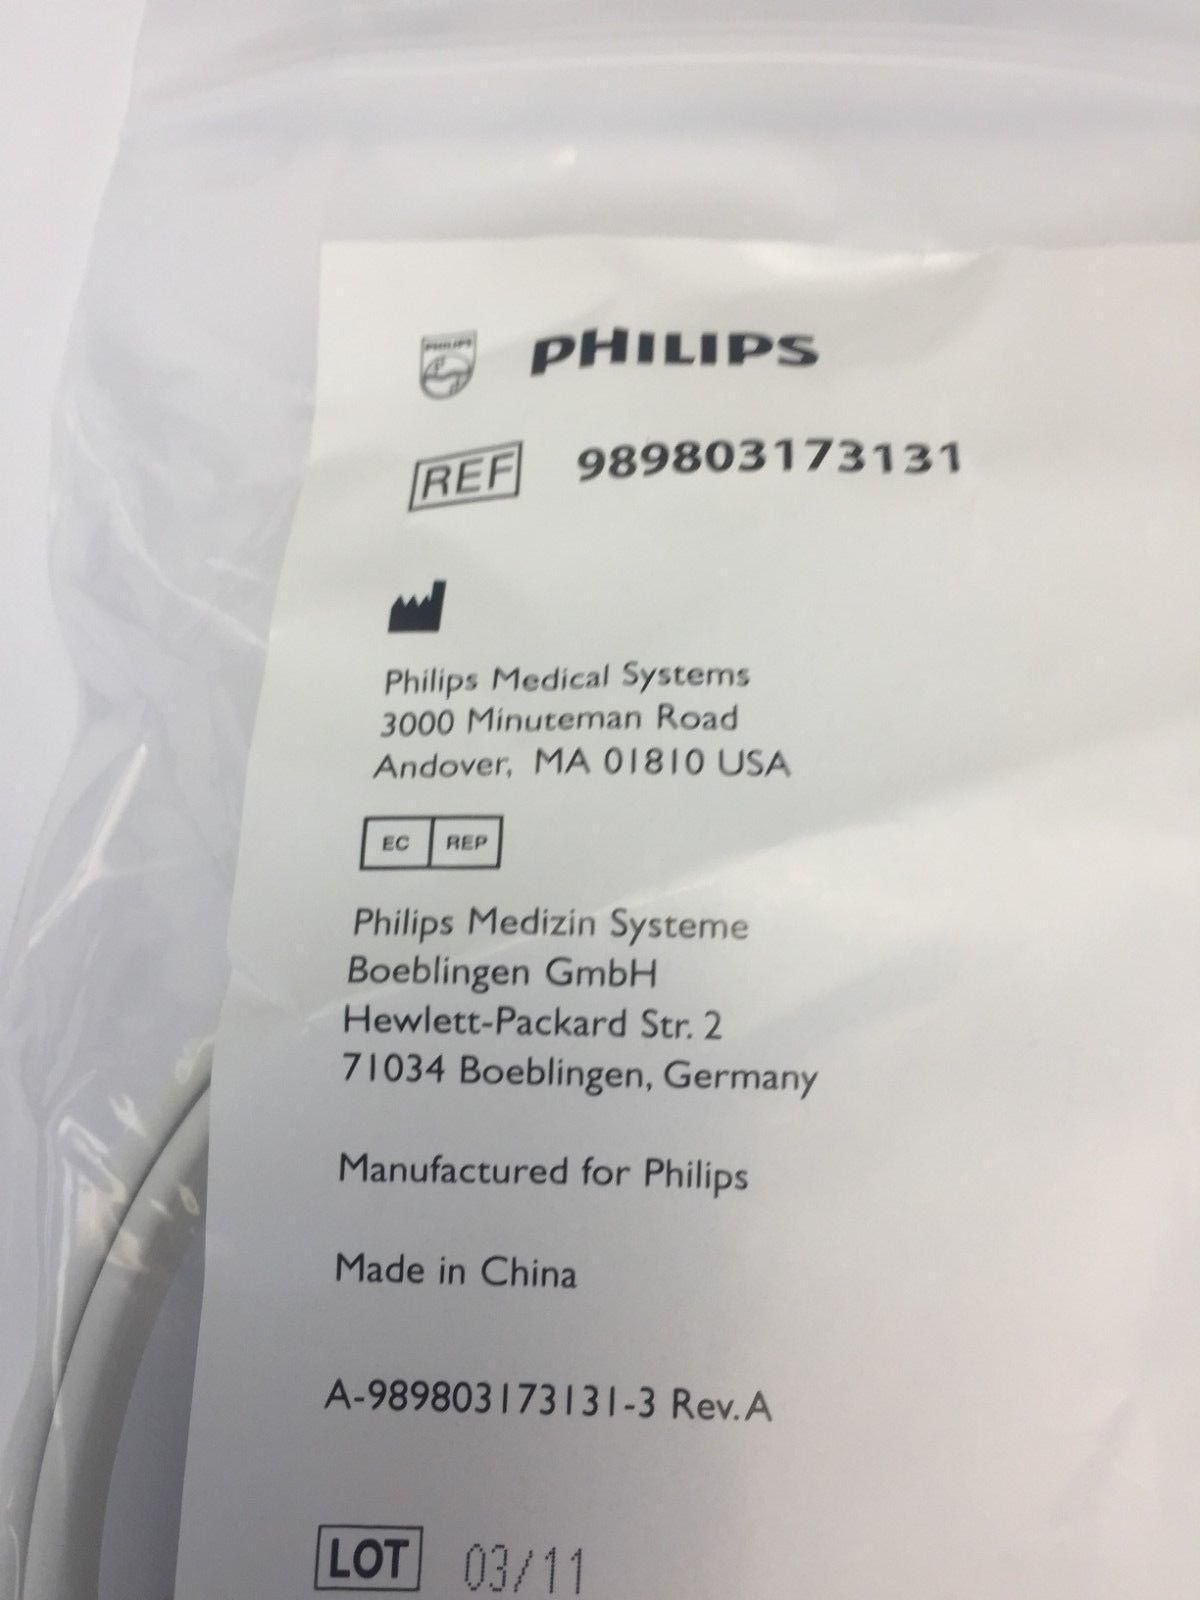 PHILIPS
PHILIPS
REF 989803173131
Philips Medical Systems
3000 Minuteman Road
Andover, MA 01810 USA
EC REP
Philips Medizin Systeme
Boeblingen GmbH
Hewlett-Packard Str. 2
71034 Boeblingen, Germany
Manufactured for Philips
Made in China
A-989803173131-3 Rev. A
LOT 03/11